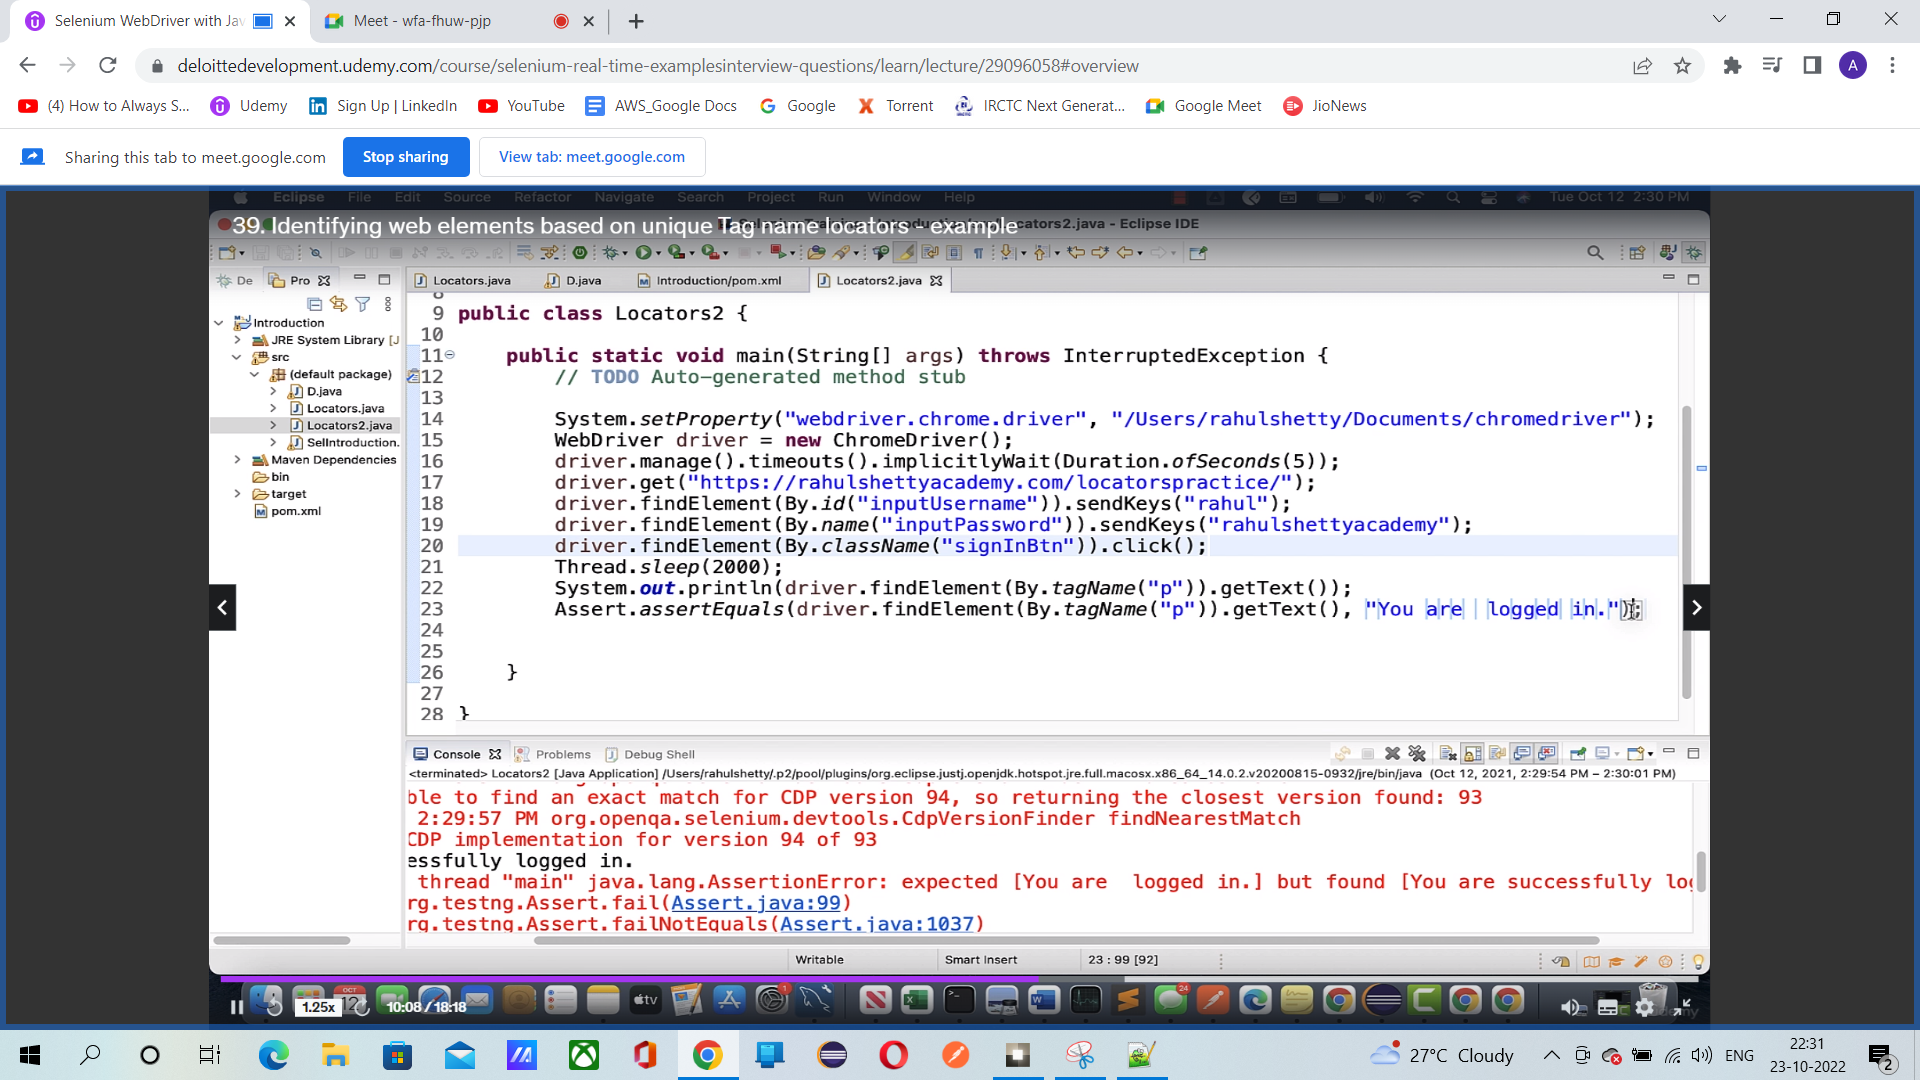 Selenium WebDriver with Jav
Meet - wfa-fhuw-pjp
deloittedevelopment.udemy.com/course/selenium-real-time-examplesinterview-questions/learn/lecture/29096058#overview
A
(4) How to Always S...
Udemy
Sign Up | LinkedIn
YouTube
AWS_Google Docs
Google
Torrent
IRCTC Next Generat...
Google Meet
JioNews
Sharing this tab to meet.google.com
Stop sharing
View tab: meet.google.com
Eclipse File Edit Source Refactor Navigate Search Project Run Window Help
Tue Oct 12 2:30 PM
39. Identifying web elements based on unique Tag name locators - example
cators2.java - Eclipse IDE
De
Pro
Locators.java
D.java
Introduction/pom.xml
Locators2.java
Introduction
JRE System Library [J
src
(default package)
D.java
Locators.java
Locators2.java
SelIntroduction.
Maven Dependencies
bin
target
pom.xml
8
9 public class Locators2 {
10
11 public static void main(String[] args) throws InterruptedException {
12 // TODO Auto-generated method stub
13
14 System.setProperty("webdriver.chrome.driver", "/Users/rahulshetty/Documents/chromedriver");
15 WebDriver driver = new ChromeDriver();
16 driver.manage().timeouts().implicitlyWait(Duration.ofSeconds(5));
17 driver.get("https://rahulshettyacademy.com/locatorspractice/");
18 driver.findElement(By.id("inputUsername")).sendKeys("rahul");
19 driver.findElement(By.name("inputPassword")).sendKeys("rahulshettyacademy");
20 driver.findElement(By.className("signInBtn")).click();
21 Thread.sleep(2000);
22 System.out.println(driver.findElement(By.tagName("p")).getText());
23 Assert.assertEquals(driver.findElement(By.tagName("p")).getText(), "You are  logged in.");
24
25
26 }
27
28 }
Console
Problems
Debug Shell
<terminated> Locators2 [Java Application] /Users/rahulshetty/.p2/pool/plugins/org.eclipse.justj.openjdk.hotspot.jre.full.macosx.x86_64_14.0.2.v20200815-0932/jre/bin/java (Oct 12, 2021, 2:29:54 PM – 2:30:01 PM)
ble to find an exact match for CDP version 94, so returning the closest version found: 93
2:29:57 PM org.openqa.selenium.devtools.CdpVersionFinder findNearestMatch
CDP implementation for version 94 of 93
essfully logged in.
thread "main" java.lang.AssertionError: expected [You are  logged in.] but found [You are successfully log
rg.testng.Assert.fail(Assert.java:99)
rg.testng.Assert.failNotEquals(Assert.java:1037)
Writable
Smart Insert
23 : 99 [92]
1.25x
10:08 / 18:18
OCT
12
tv
1
24
27°C Cloudy
ENG
22:31
23-10-2022
2